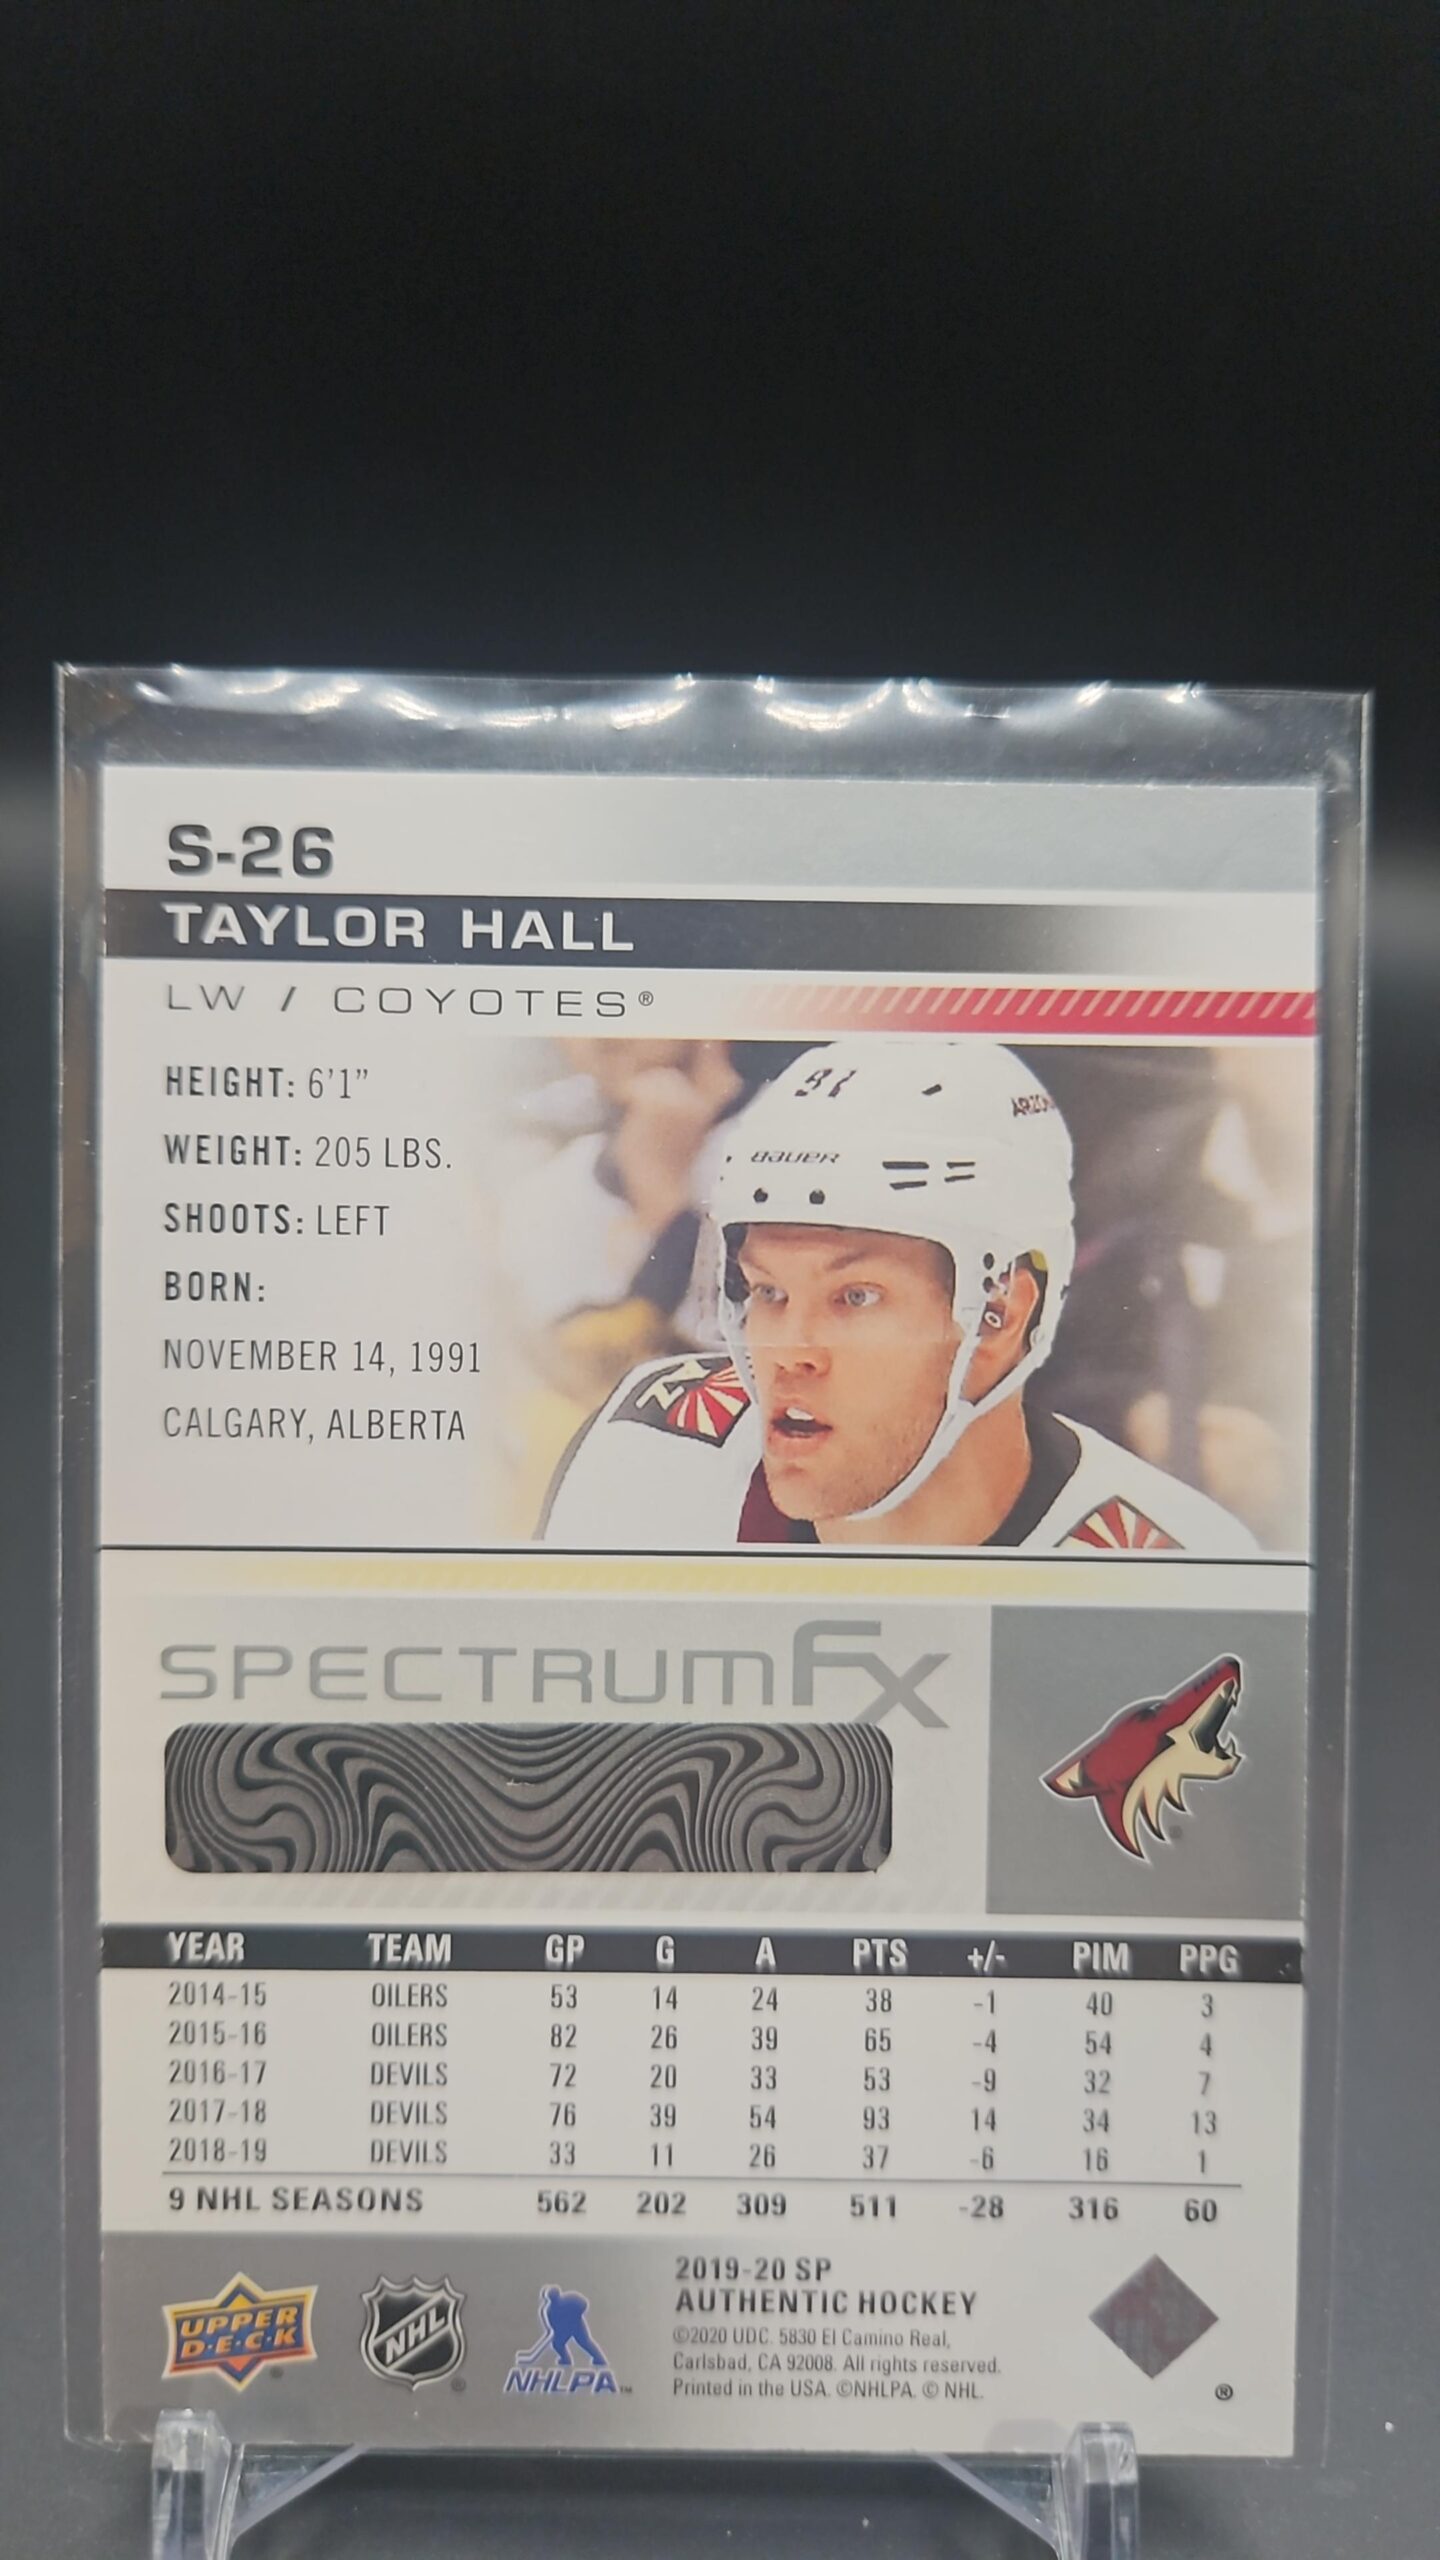 S-26
TAYLOR HALL
LW / COYOTES®
HEIGHT: 6'1"
WEIGHT: 205 LBS.
SHOOTS: LEFT
BORN:
NOVEMBER 14, 1991
CALGARY, ALBERTA
91
BAUER
SPECTRUM FX
YEAR TEAM GP G A PTS +/- PIM PPG
2014-15 OILERS 53 14 24 38 -1 40 3
2015-16 OILERS 82 26 39 65 -4 54 4
2016-17 DEVILS 72 20 33 53 -9 32 7
2017-18 DEVILS 76 39 54 93 14 34 13
2018-19 DEVILS 33 11 26 37 -6 16 1
9 NHL SEASONS 562 202 309 511 -28 316 60
UPPER
D·E·C·K
NHL
NHLPA™
2019-20 SP
AUTHENTIC HOCKEY
©2020 UDC. 5830 El Camino Real,
Carlsbad, CA 92008. All rights reserved.
Printed in the USA. ©NHLPA. © NHL.
®